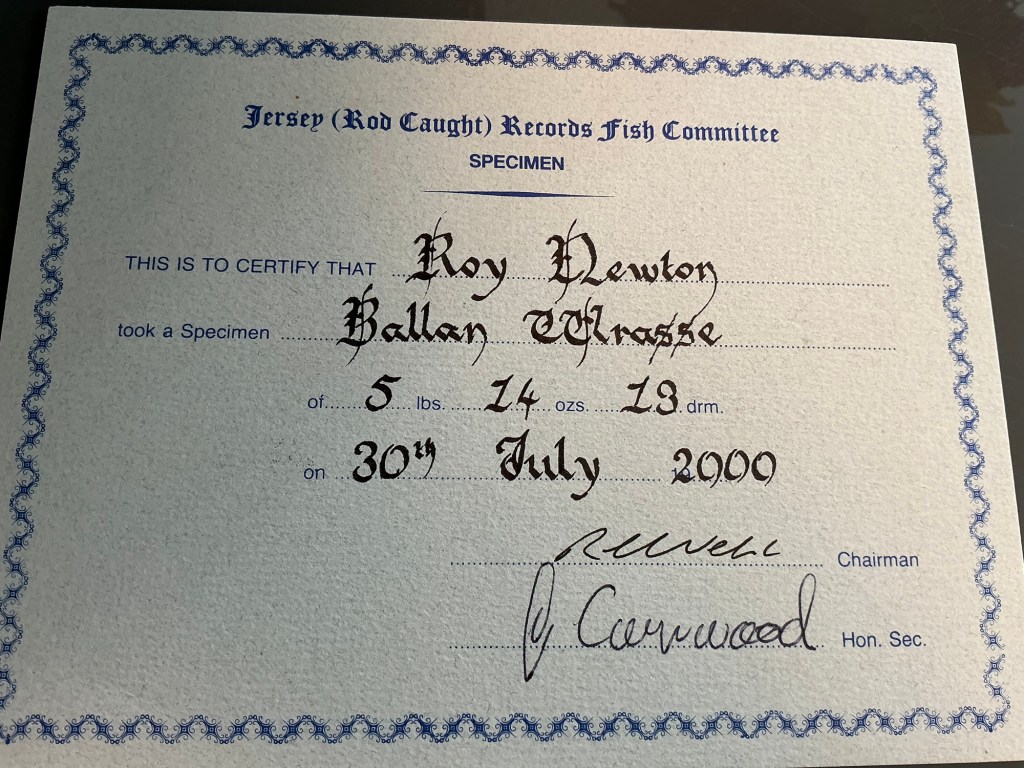 Jersey (Rod Caught) Records Fish Committee
SPECIMEN
THIS IS TO CERTIFY THAT Roy Newton
took a Specimen Ballan Wrasse
of 5 lbs. 14 ozs. 13 drm.
on 30th July 2000
Chairman
Hon. Sec.